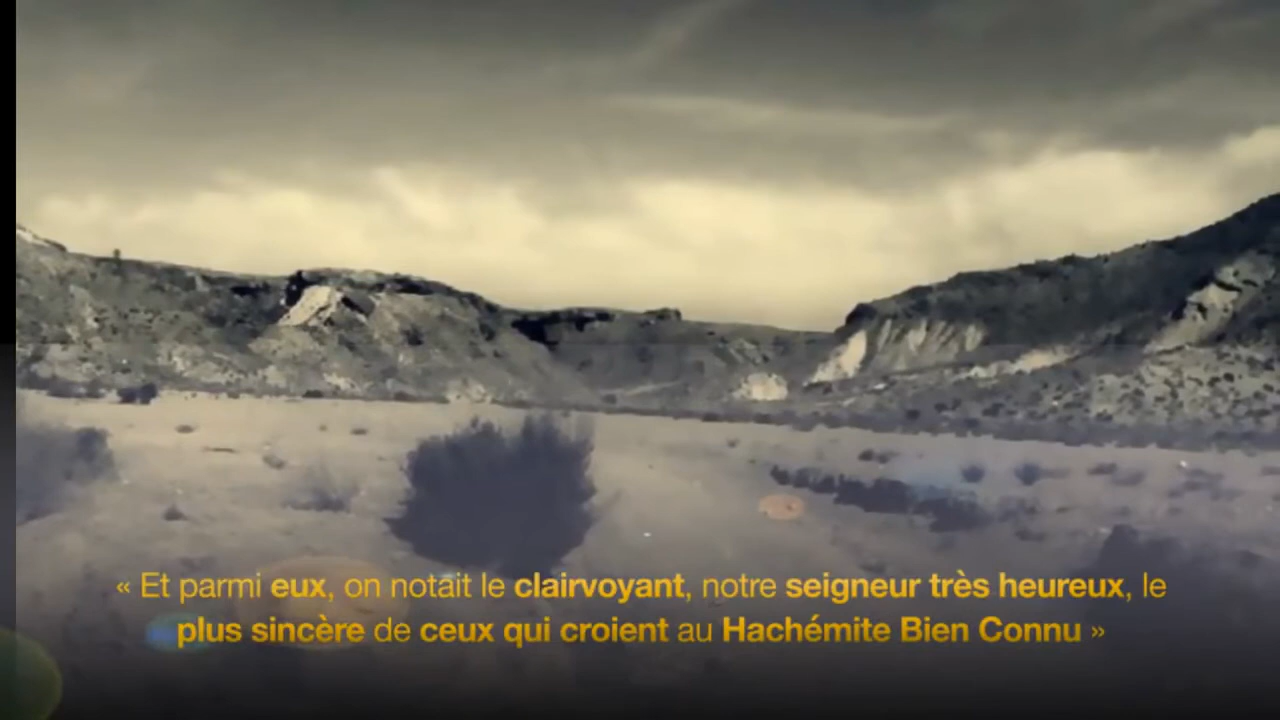 « Et parmi eux, on notait le clairvoyant, notre seigneur très heureux, le
plus sincère de ceux qui croient au Hachémite Bien Connu »